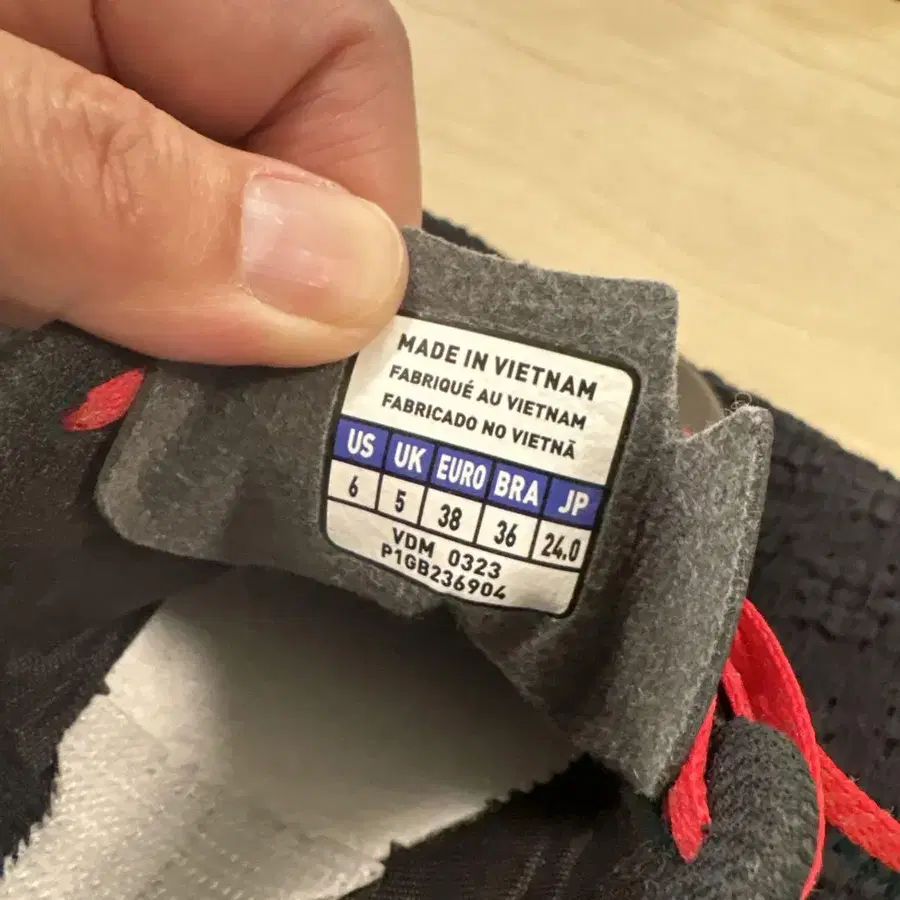 MADE IN VIETNAM
FABRIQUÉ AU VIETNAM
FABRICADO NO VIETNÃ
US UK EURO BRA JP
6 5 38 36 24.0
VDM 0323
P1GB236904